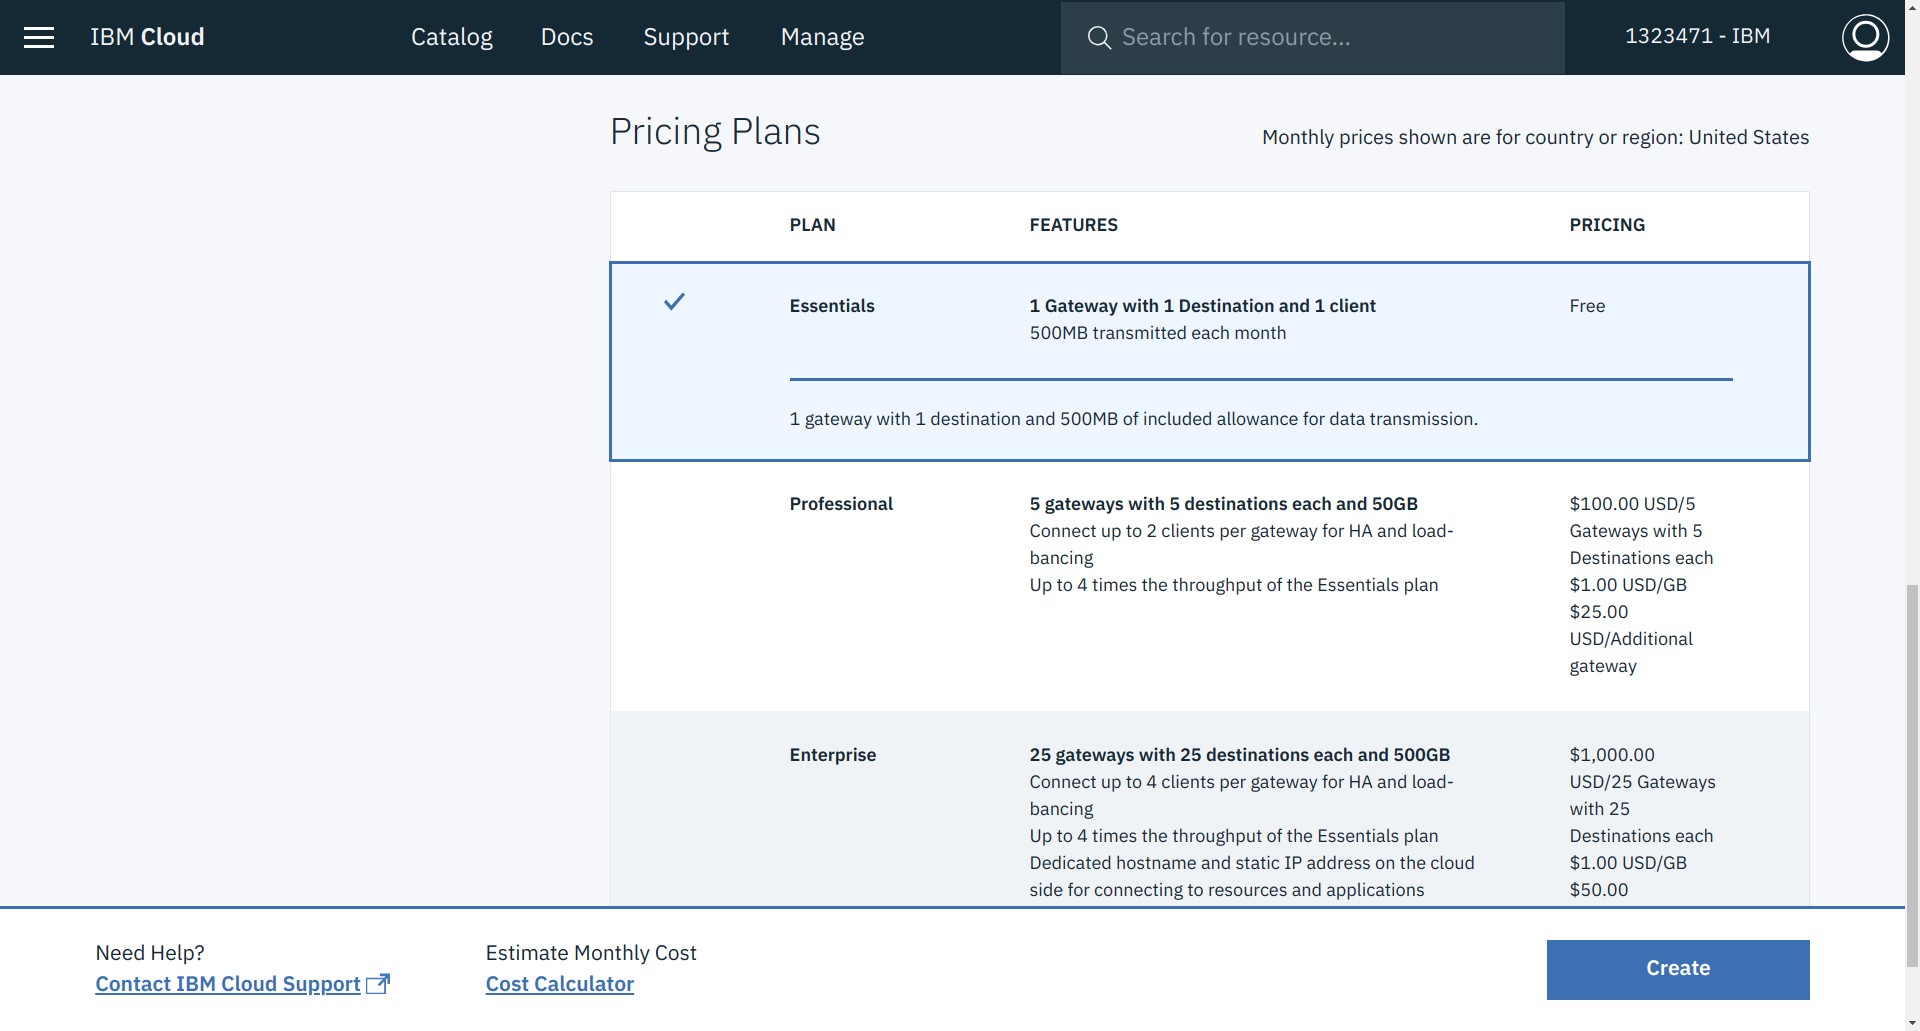 IBM Cloud
Catalog
Docs
Support
Manage
Search for resource...
1323471 - IBM
Pricing Plans
Monthly prices shown are for country or region: United States
PLAN
FEATURES
PRICING
Essentials
1 Gateway with 1 Destination and 1 client
500MB transmitted each month
Free
1 gateway with 1 destination and 500MB of included allowance for data transmission.
Professional
5 gateways with 5 destinations each and 50GB
Connect up to 2 clients per gateway for HA and load-
bancing
Up to 4 times the throughput of the Essentials plan
$100.00 USD/5
Gateways with 5
Destinations each
$1.00 USD/GB
$25.00
USD/Additional
gateway
Enterprise
25 gateways with 25 destinations each and 500GB
Connect up to 4 clients per gateway for HA and load-
bancing
Up to 4 times the throughput of the Essentials plan
Dedicated hostname and static IP address on the cloud
side for connecting to resources and applications
$1,000.00
USD/25 Gateways
with 25
Destinations each
$1.00 USD/GB
$50.00
Need Help?
Contact IBM Cloud Support
Estimate Monthly Cost
Cost Calculator
Create